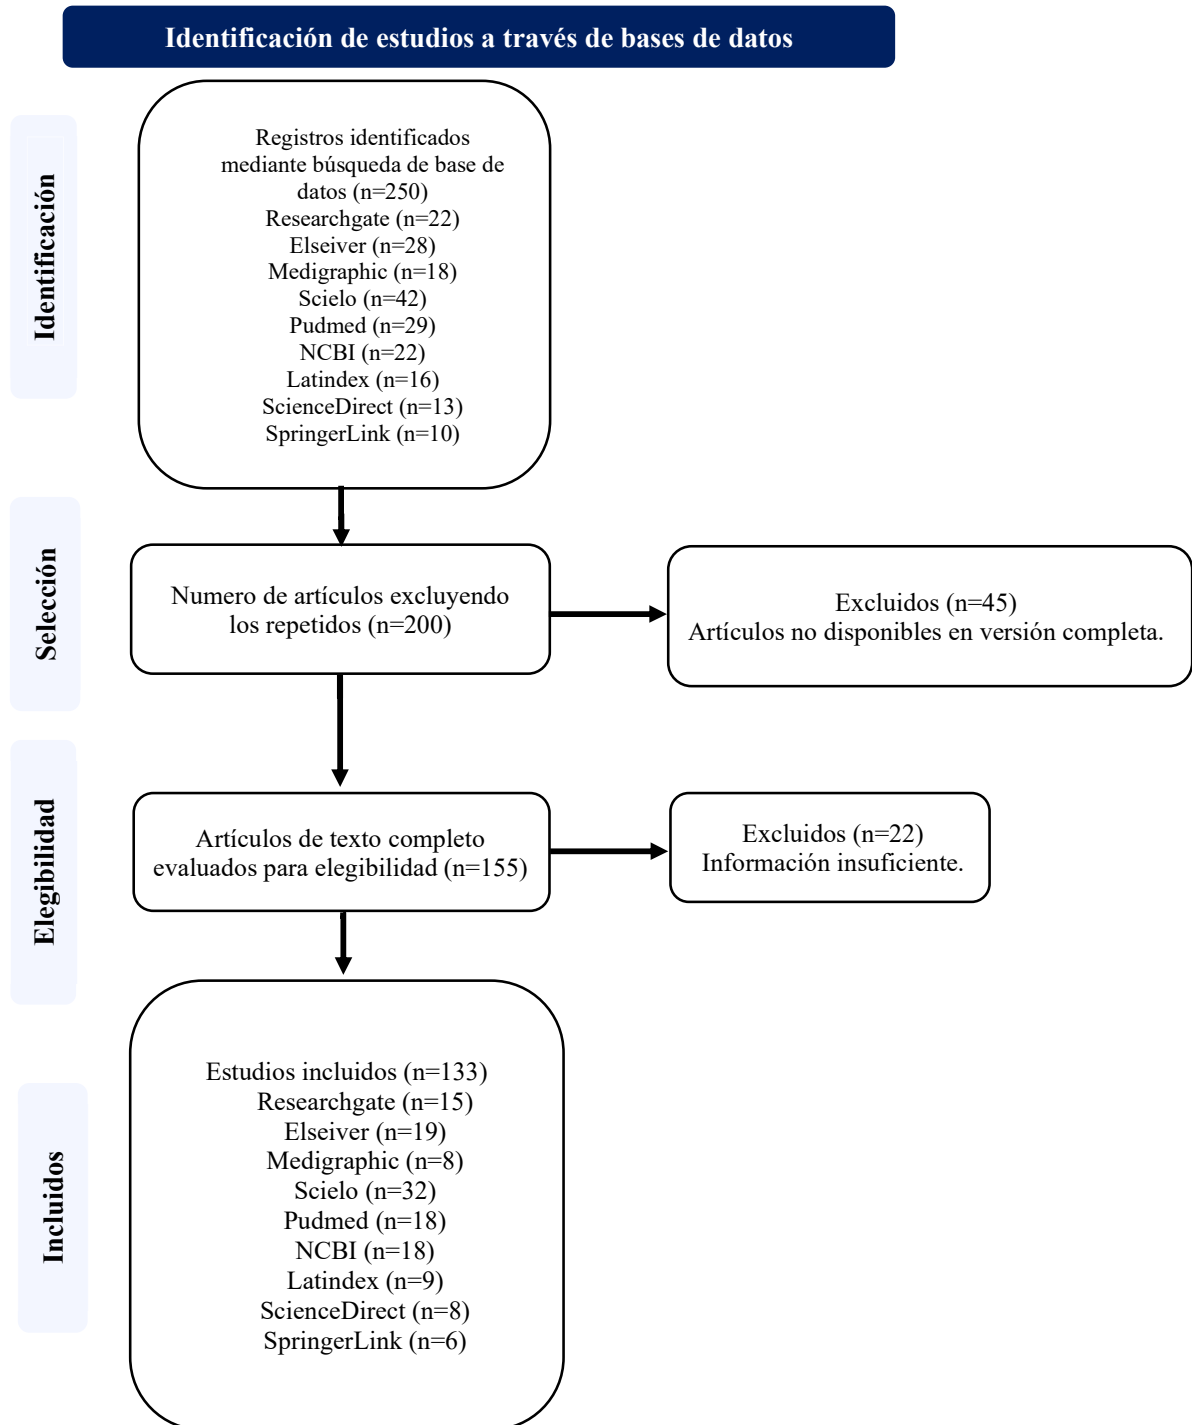 Identificación de estudios a través de bases de datos
Identificación
Registros identificados
mediante búsqueda de base de
datos (n=250)
Researchgate (n=22)
Elseiver (n=28)
Medigraphic (n=18)
Scielo (n=42)
Pudmed (n=29)
NCBI (n=22)
Latindex (n=16)
ScienceDirect (n=13)
SpringerLink (n=10)
Selección
Numero de artículos excluyendo
los repetidos (n=200)
Excluidos (n=45)
Artículos no disponibles en versión completa.
Elegibilidad
Artículos de texto completo
evaluados para elegibilidad (n=155)
Excluidos (n=22)
Información insuficiente.
Incluidos
Estudios incluidos (n=133)
Researchgate (n=15)
Elseiver (n=19)
Medigraphic (n=8)
Scielo (n=32)
Pudmed (n=18)
NCBI (n=18)
Latindex (n=9)
ScienceDirect (n=8)
SpringerLink (n=6)